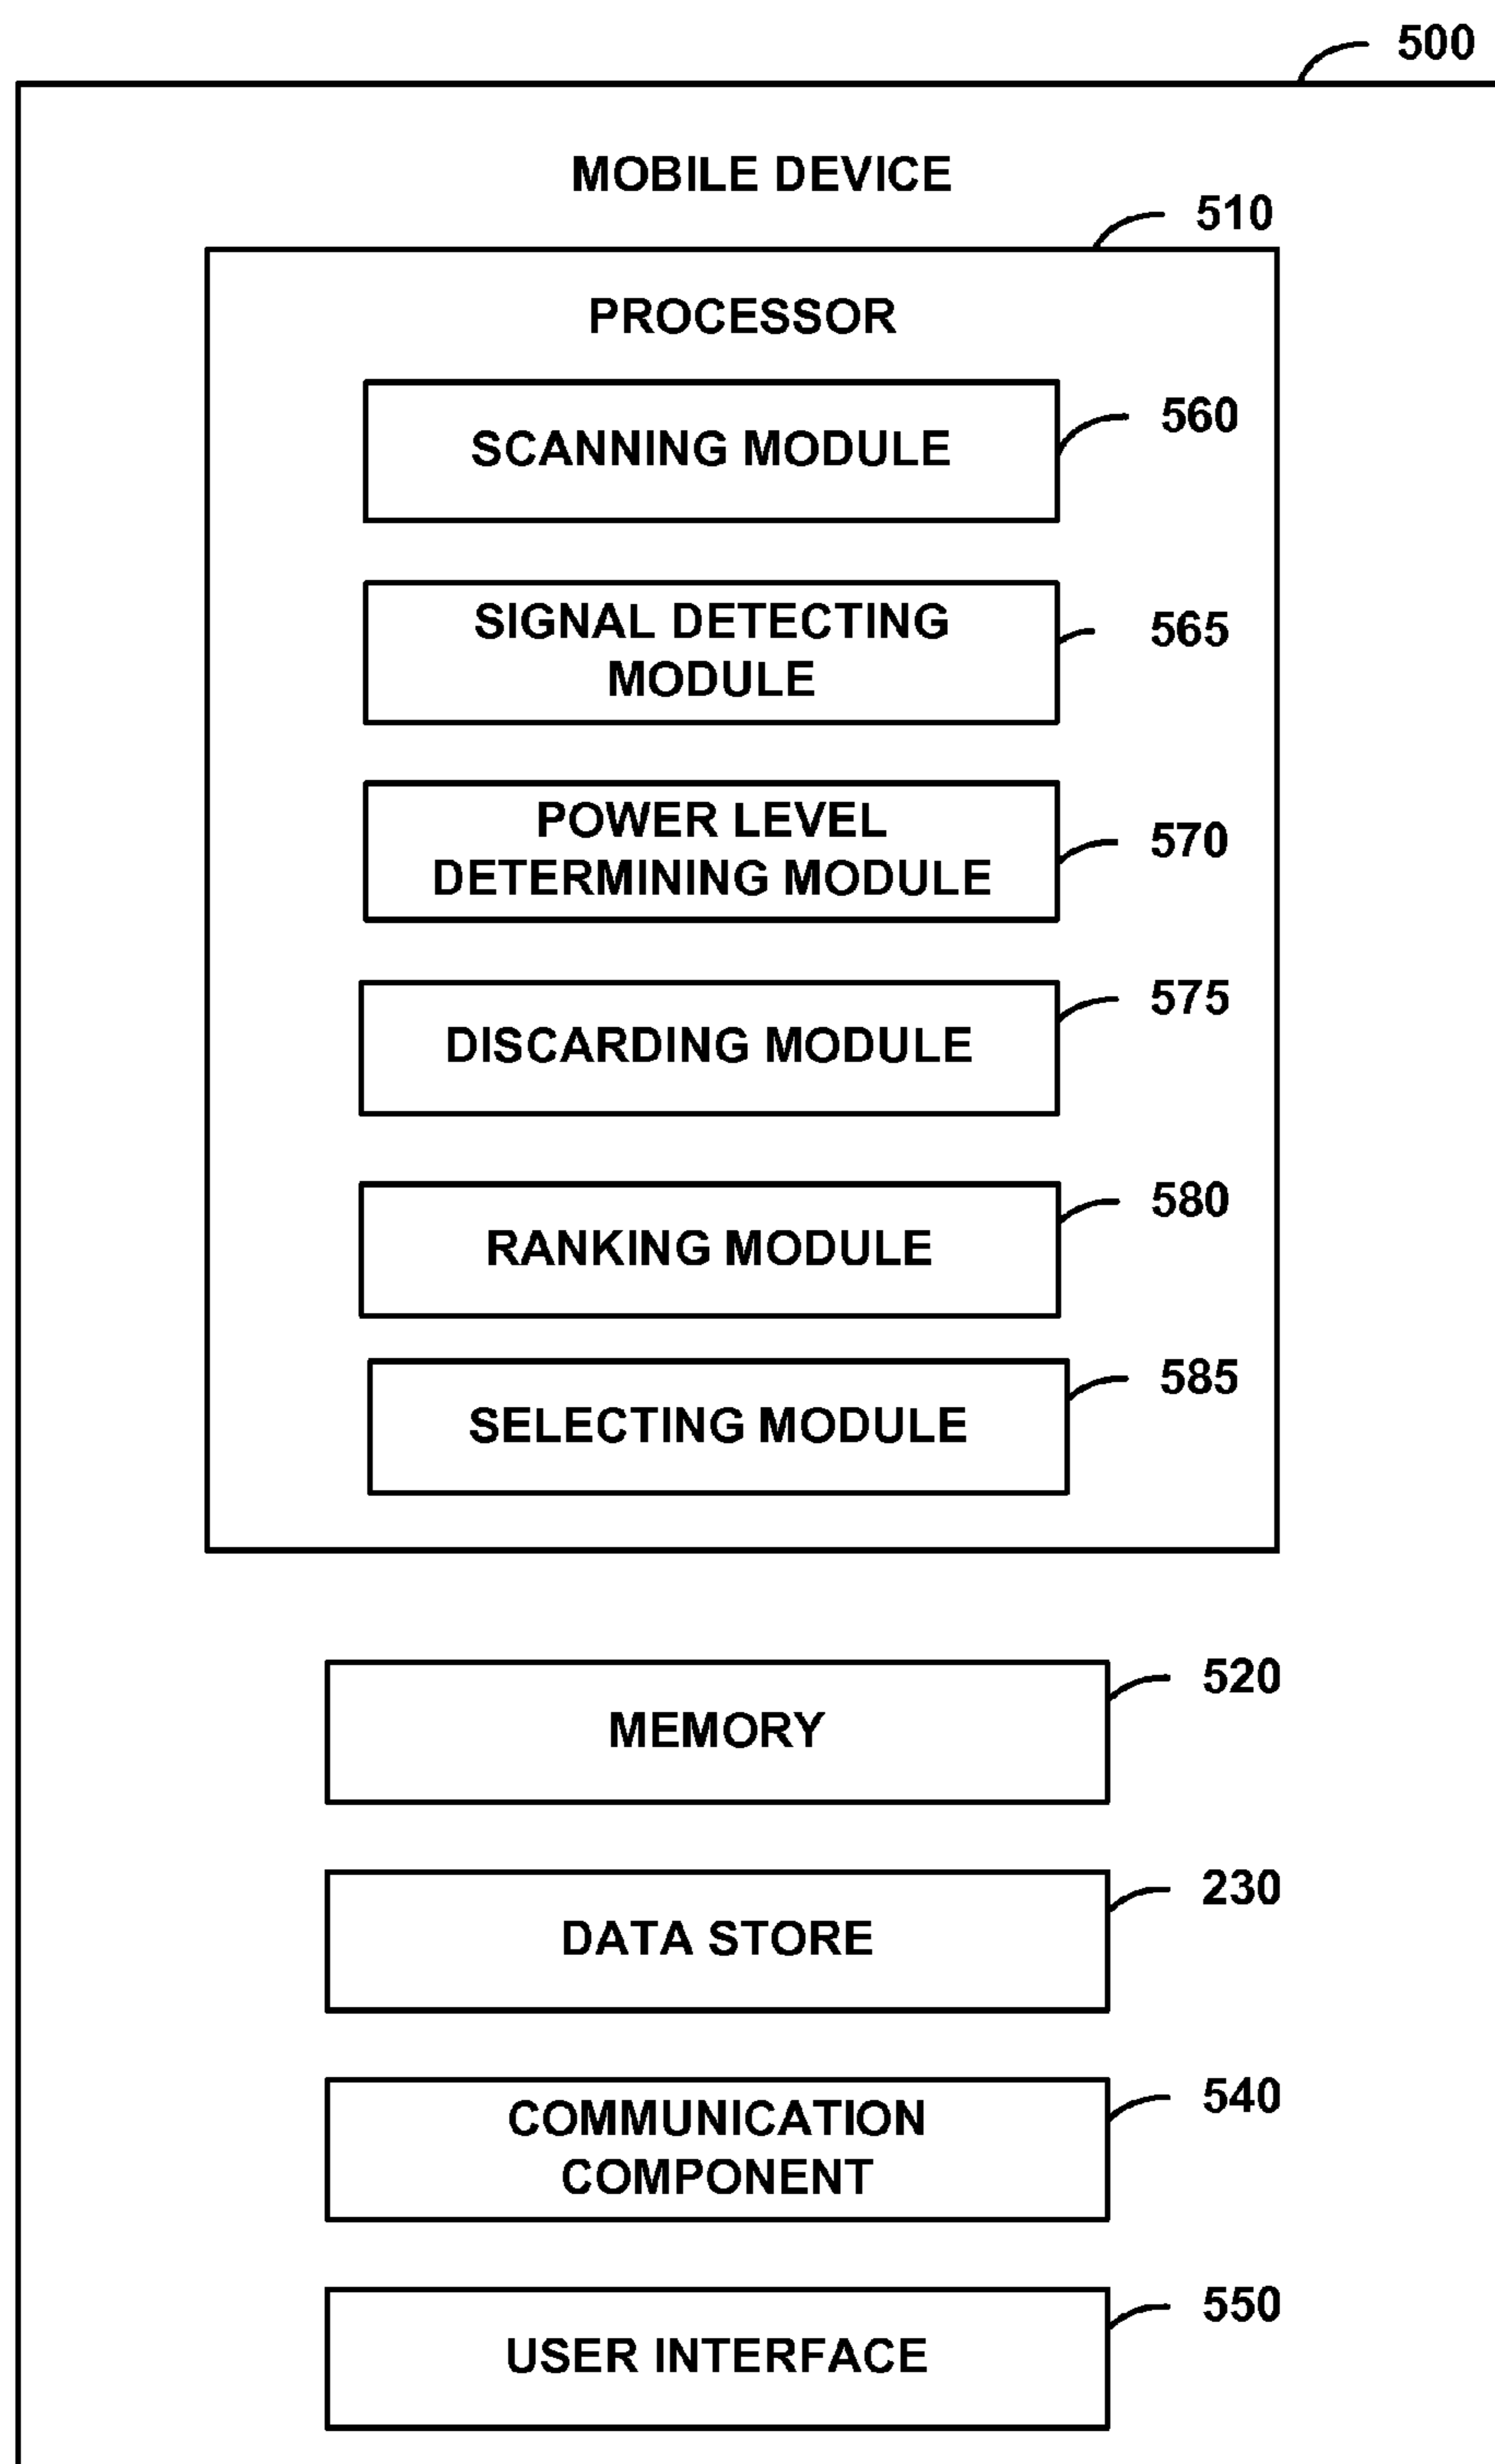 500
MOBILE DEVICE
510
PROCESSOR
SCANNING MODULE
560
SIGNAL DETECTING
MODULE
565
POWER LEVEL
DETERMINING MODULE
570
DISCARDING MODULE
575
RANKING MODULE
580
SELECTING MODULE
585
MEMORY
520
DATA STORE
230
COMMUNICATION
COMPONENT
540
USER INTERFACE
550